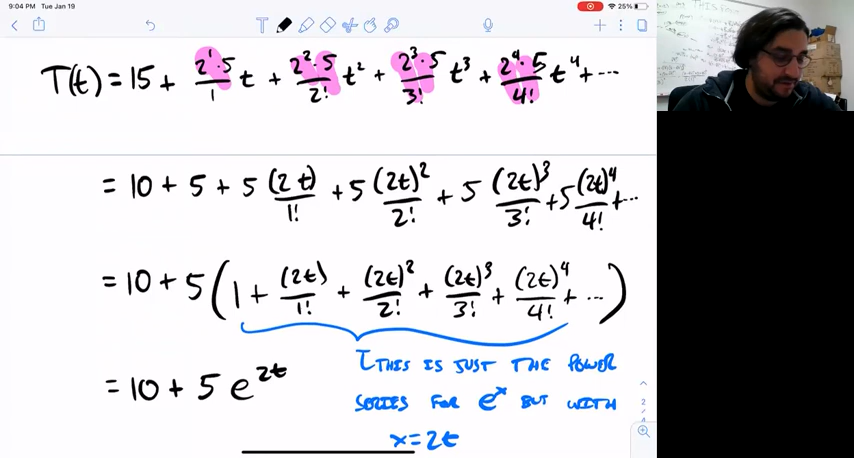 9:04 PM Tue Jan 19
25%
T(t) = 15 + 2¹·5/1 t + 2²·5/2! t² + 2³·5/3! t³ + 2⁴·5/4! t⁴ + ...
= 10 + 5 + 5 (2t)/1! + 5 (2t)²/2! + 5 (2t)³/3! + 5 (2t)⁴/4! + ...
= 10 + 5 ( 1 + (2t)/1! + (2t)²/2! + (2t)³/3! + (2t)⁴/4! + ... )
THIS IS JUST THE POWER
= 10 + 5 e^2t
SERIES FOR e^x BUT WITH
x = 2t
2
/
4